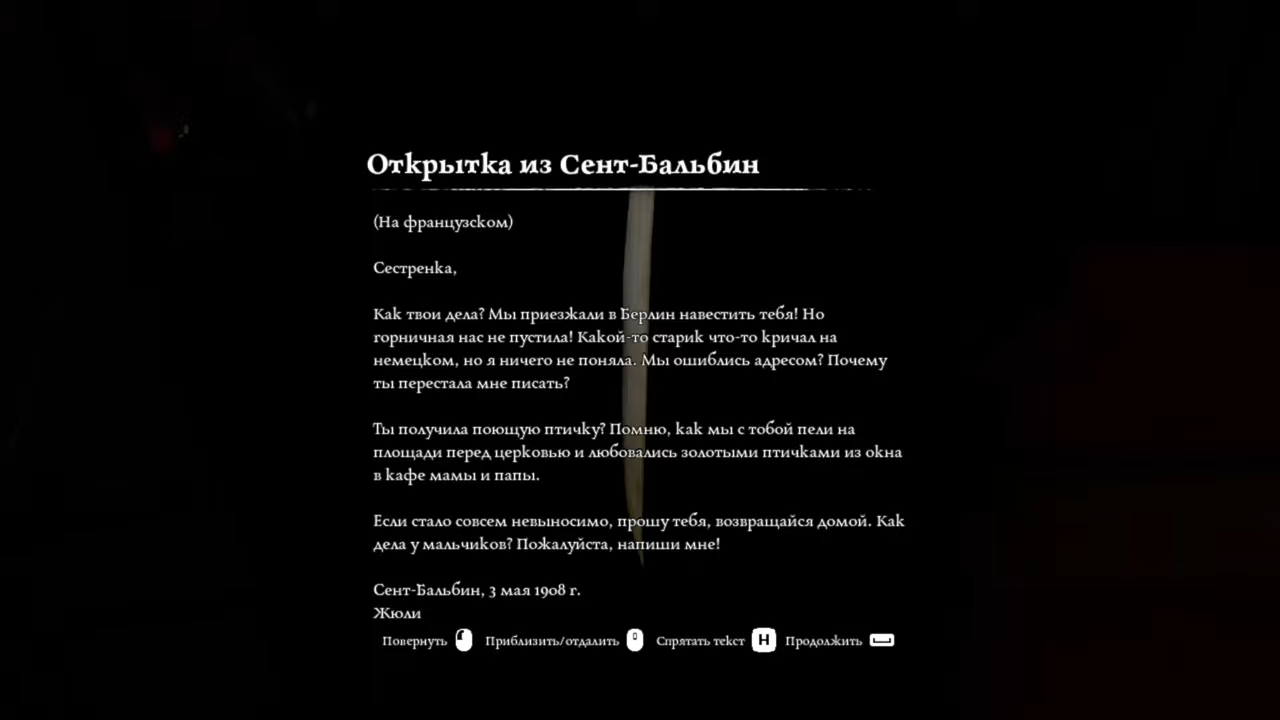 Открытка из Сент-Бальбин
(На французском)
Сестренка,
Как твои дела? Мы приезжали в Берлин навестить тебя! Но
горничная нас не пустила! Какой-то старик что-то кричал на
немецком, но я ничего не поняла. Мы ошиблись адресом? Почему
ты перестала мне писать?
Ты получила поющую птичку? Помню, как мы с тобой пели на
площади перед церковью и любовались золотыми птичками из окна
в кафе мамы и папы.
Если стало совсем невыносимо, прошу тебя, возвращайся домой. Как
дела у мальчиков? Пожалуйста, напиши мне!
Сент-Бальбин, 3 мая 1908 г.
Жюли
Повернуть Приблизить/отдалить Спрятать текст H Продолжить